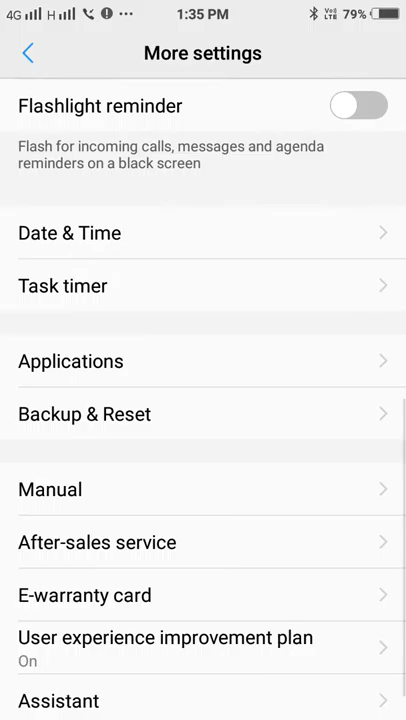 4G H 1:35 PM VoLTE 79%
More settings
Flashlight reminder
Flash for incoming calls, messages and agenda
reminders on a black screen
Date & Time
Task timer
Applications
Backup & Reset
Manual
After-sales service
E-warranty card
User experience improvement plan
On
Assistant